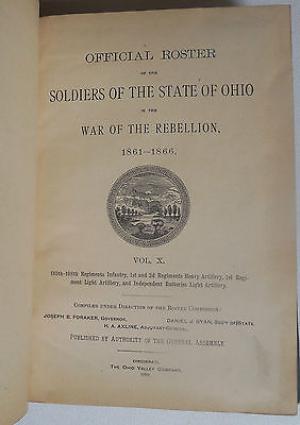 OFFICIAL ROSTER
OF THE
SOLDIERS OF THE STATE OF OHIO
IN THE
WAR OF THE REBELLION,
1861–1866.
VOL. X.
Regiments Infantry, 1st and 2d Regiments Heavy Artillery, 1st Regi-
ment Light Artillery, and Independent Batteries Light Artillery.
COMPILED UNDER DIRECTION OF THE ROSTER COMMISSION:
JOSEPH B. FORAKER, GOVERNOR, DANIEL J. RYAN, SEC'Y OF STATE,
H. A. AXLINE, ADJUTANT-GENERAL.
PUBLISHED BY AUTHORITY OF THE GENERAL ASSEMBLY
CINCINNATI,
THE OHIO VALLEY COMPANY,